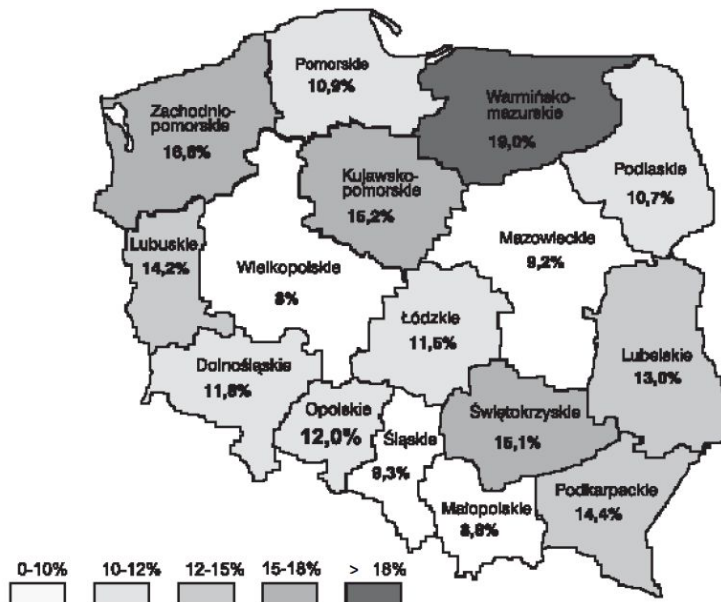 Pomorskie
10,9%
Warmińsko-
mazurskie
19,0%
Zachodnio-
pomorskie
16,6%
Podlaskie
10,7%
Kujawsko-
pomorskie
15,2%
Lubuskie
14,2%
Wielkopolskie
8%
Mazowieckie
9,2%
Łódzkie
11,5%
Lubelskie
13,0%
Dolnośląskie
11,8%
Opolskie
12,0%
Śląskie
9,3%
Świętokrzyskie
15,1%
Małopolskie
8,8%
Podkarpackie
14,4%
0-10% 10-12% 12-15% 15-18% > 18%